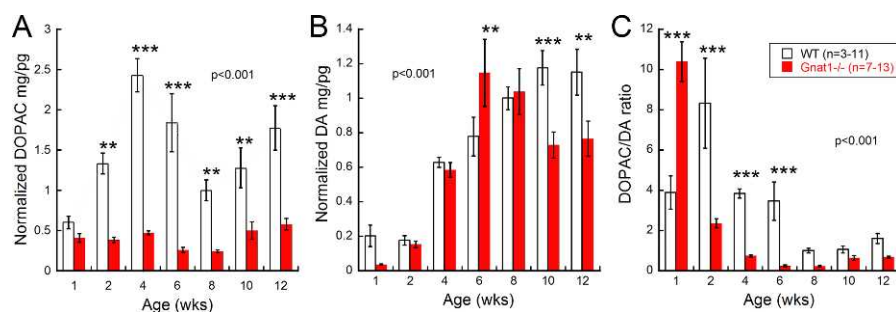 A
Normalized DOPAC mg/pg
3
2.5
2
1.5
1
0.5
0
** *** *** ** ** ***
p<0.001
1 2 4 6 8 10 12
Age (wks)
B
Normalized DA mg/pg
1.4
1.2
1
0.8
0.6
0.4
0.2
0
** *** **
p<0.001
1 2 4 6 8 10 12
Age (wks)
C
DOPAC/DA ratio
12
10
8
6
4
2
0
*** *** *** ***
p<0.001
1 2 4 6 8 10 12
Age (wks)
WT (n=3-11)
Gnat1-/- (n=7-13)